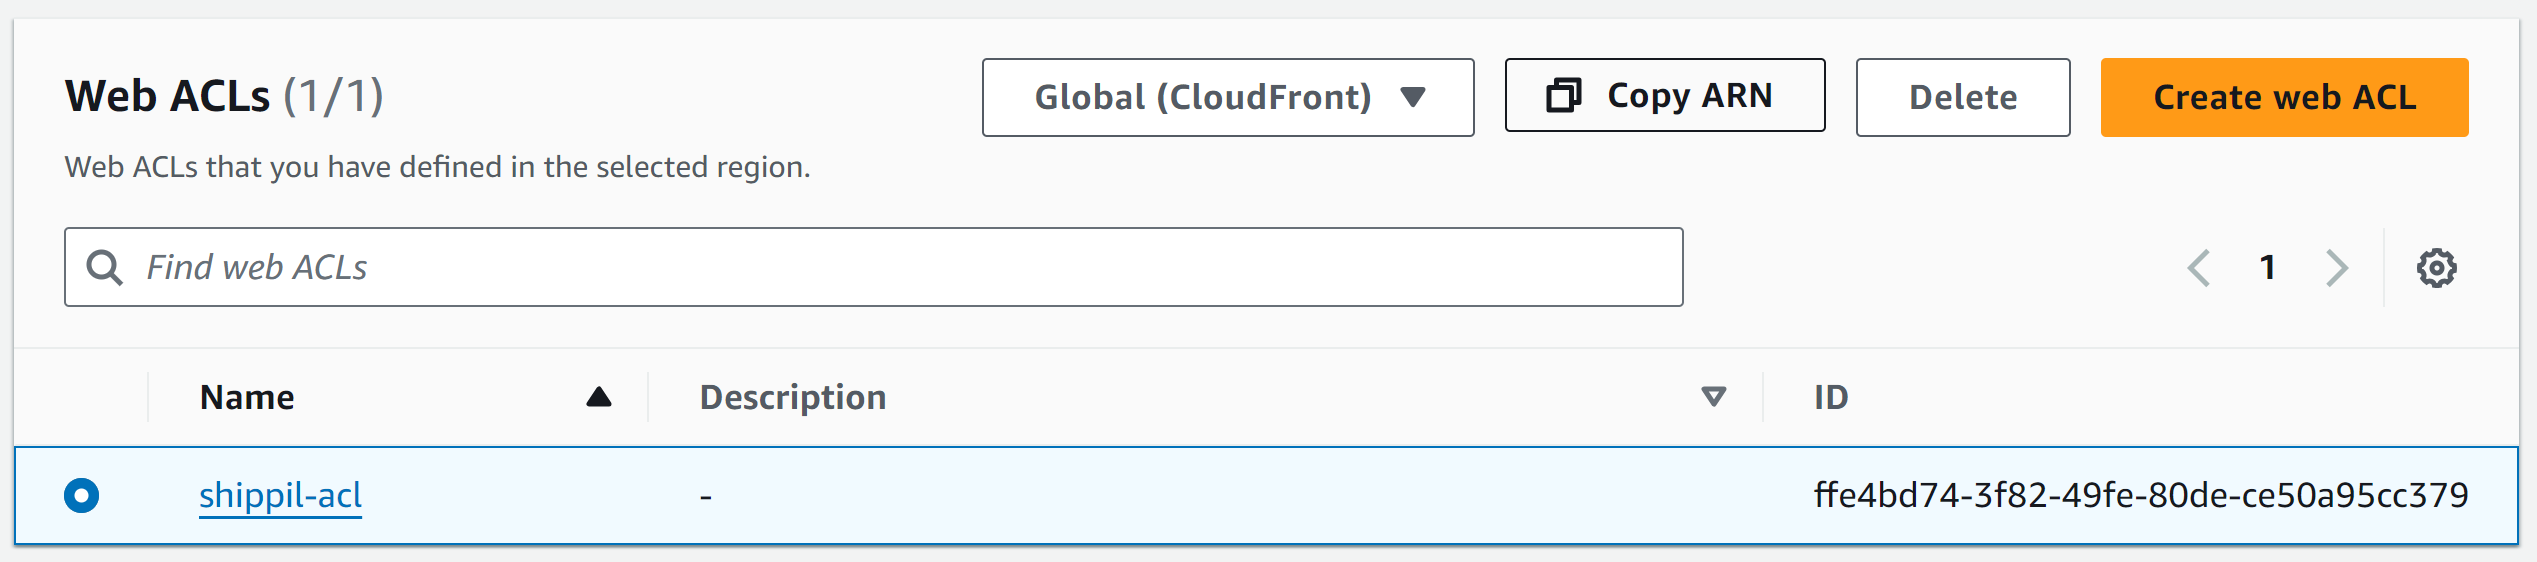 Web ACLs (1/1)
Global (CloudFront)
Copy ARN
Delete
Create web ACL
Web ACLs that you have defined in the selected region.
Find web ACLs
1
Name
Description
ID
shippil-acl
-
ffe4bd74-3f82-49fe-80de-ce50a95cc379